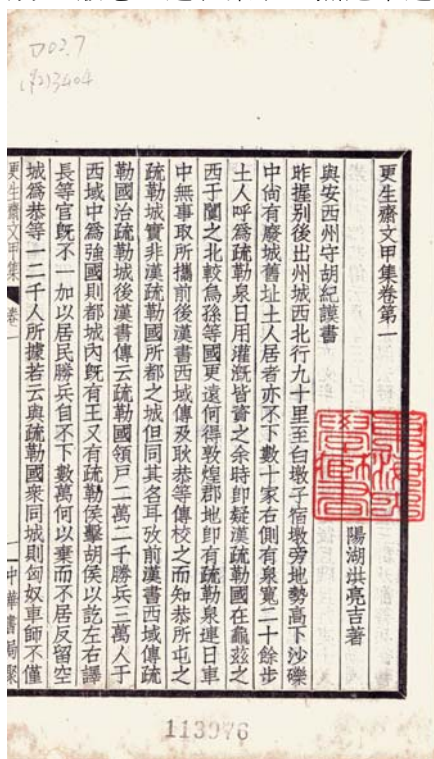 更生齋文甲集卷第一
陽湖洪亮吉著
與安西州守胡紀謨書
昨握別後出州城西北行九十里至白墩子宿墩旁地勢高下沙礫
中尙有廢城舊址土人居者亦不下數十家右側有泉寬二十餘步
土人呼爲疏勒泉日用灌漑皆資之余時卽疑漢疏勒國在龜茲之
西于闐之北較烏孫等國更遠何得敦煌郡地卽有疏勒泉連日車
中無事取所攜前後漢書西域傳及耿恭等傳校之而知恭所屯之
疏勒城實非漢疏勒國所都之城但同其名耳攷前漢書西域傳疏
勒國治疏勒城後漢書傳云疏勒國領戶二萬二千勝兵三萬人于
西域中爲強國則都城內旣有王又有疏勒侯擊胡侯以訖左右譯
長等官旣不一加以居民勝兵自不下數萬何以棄而不居反留空
城爲恭等一二千人所據若云與疏勒國衆同城則匈奴車師不僅
更生齋文甲集 卷一
一 中華書局聚
D02.7
113976